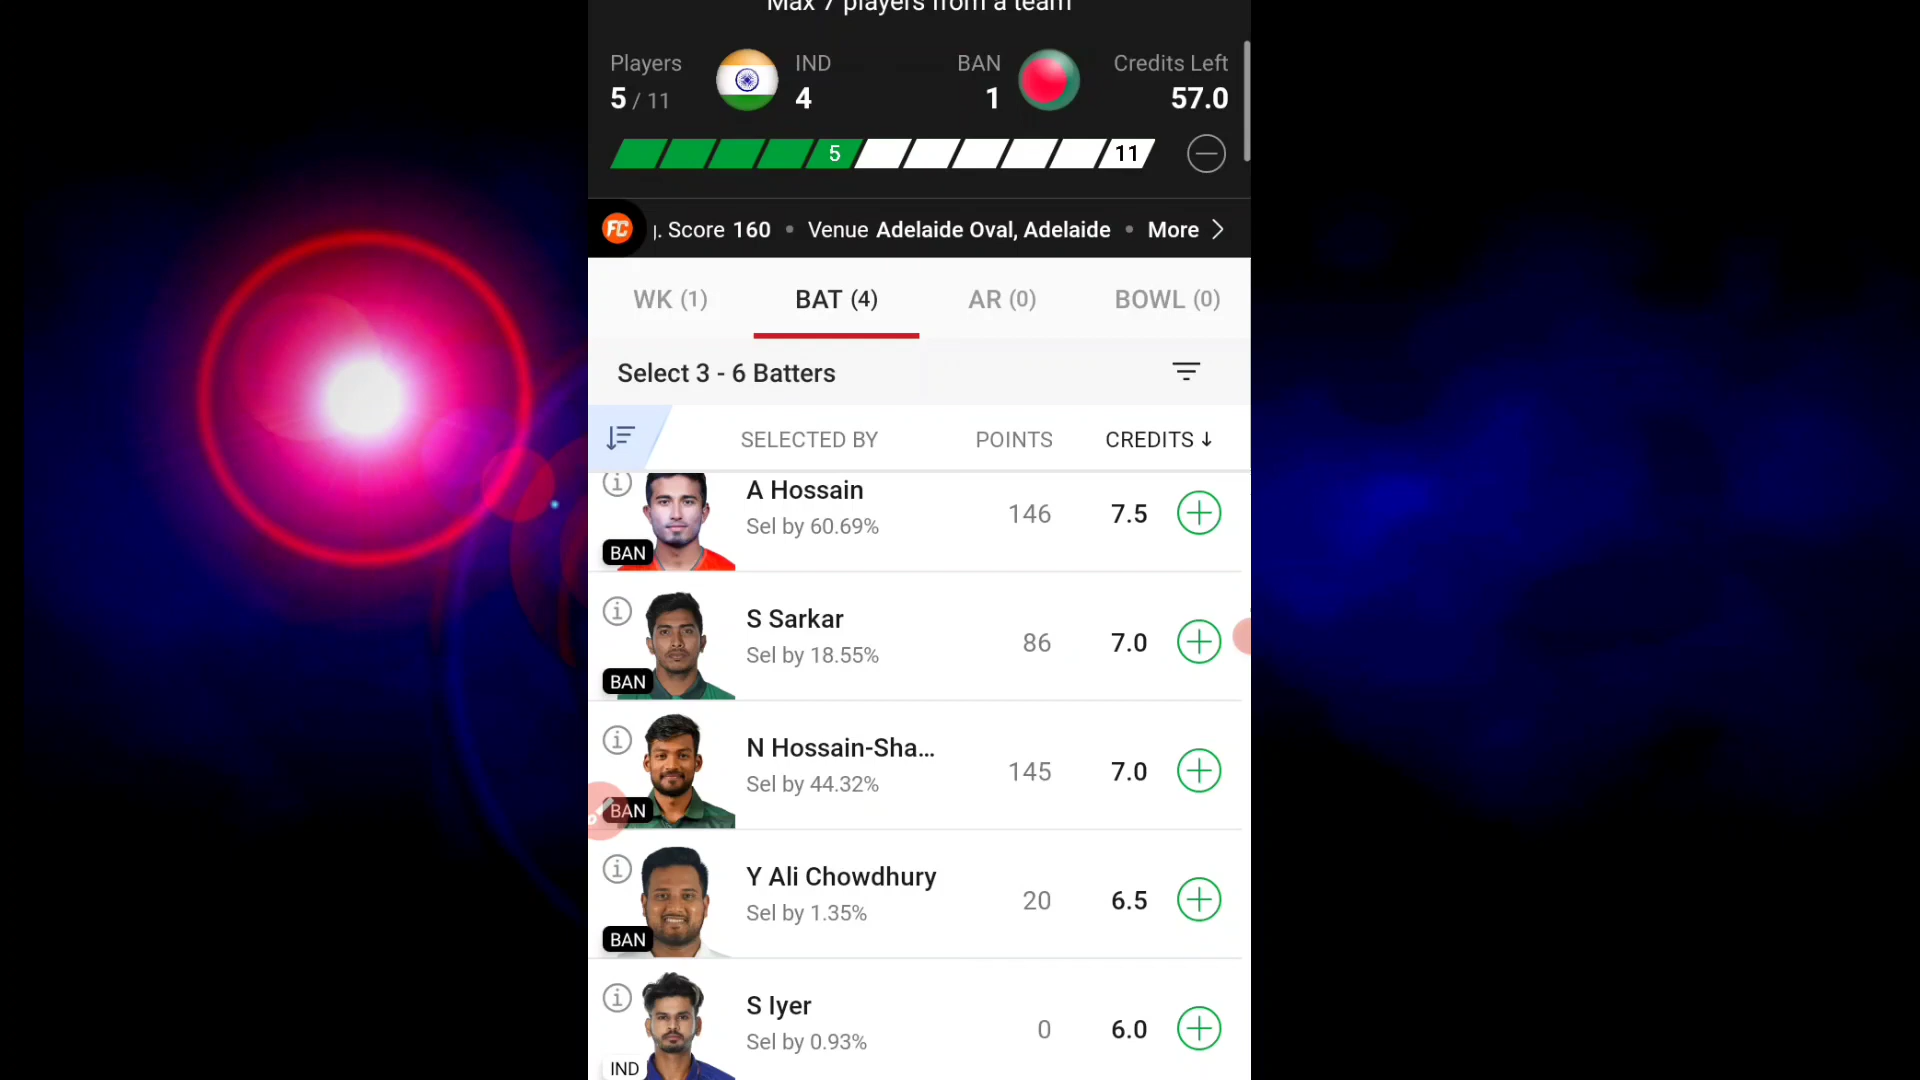 Max 7 players from a team
Players
5 / 11
IND
4
BAN
1
Credits Left
57.0
5
11
FC
. Score 160 • Venue Adelaide Oval, Adelaide • More
WK (1)
BAT (4)
AR (0)
BOWL (0)
Select 3 - 6 Batters
SELECTED BY
POINTS
CREDITS ↓
A Hossain
Sel by 60.69%
146
7.5
BAN
S Sarkar
Sel by 18.55%
86
7.0
BAN
N Hossain-Sha...
Sel by 44.32%
145
7.0
BAN
Y Ali Chowdhury
Sel by 1.35%
20
6.5
BAN
S Iyer
Sel by 0.93%
0
6.0
IND